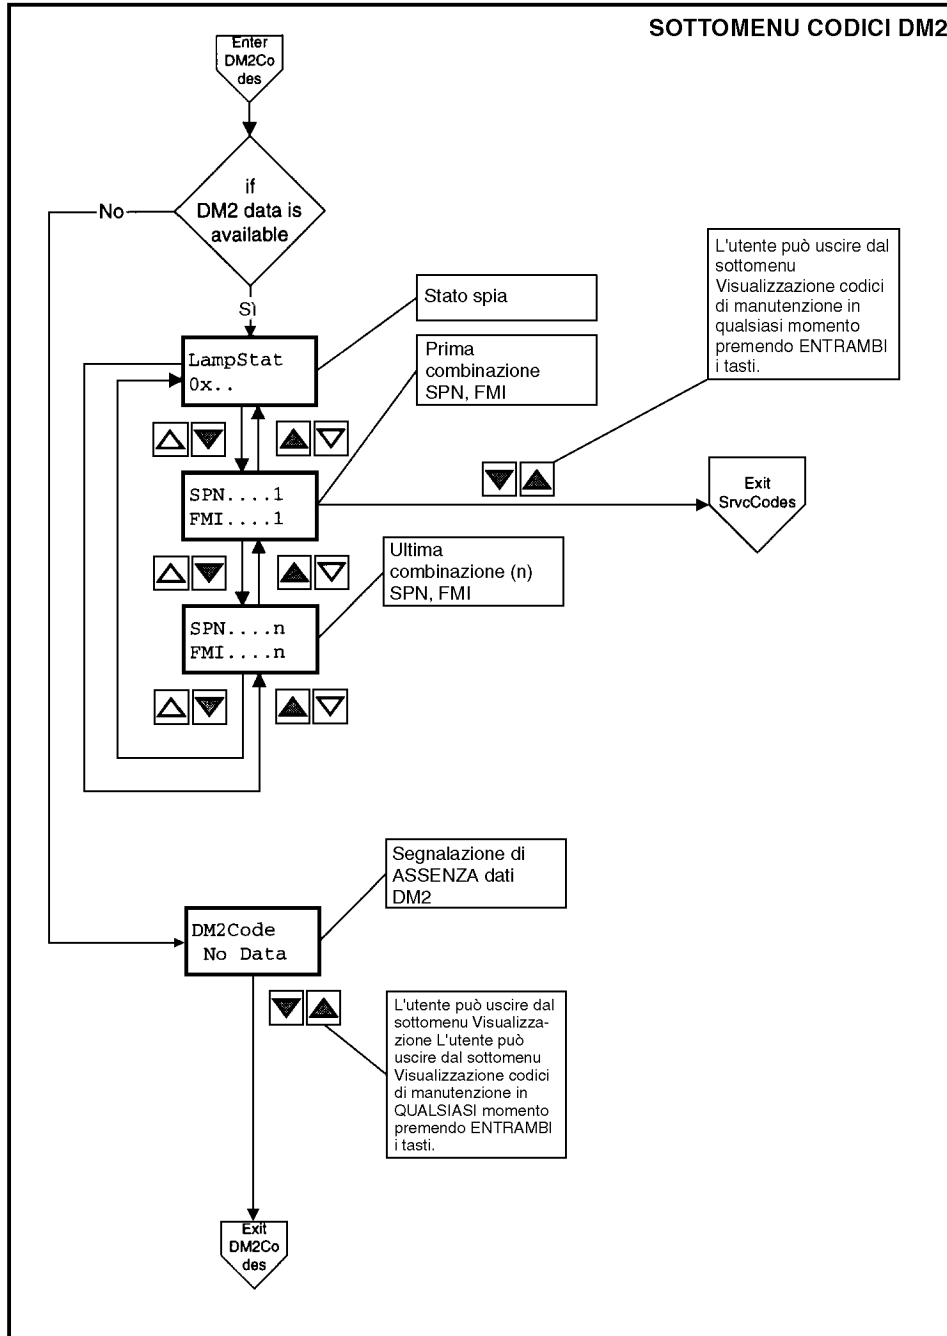 SOTTOMENU CODICI DM2
Enter
DM2Co
des
if
DM2 data is
available
No
Sì
L'utente può uscire dal
sottomenu
Visualizzazione codici
di manutenzione in
qualsiasi momento
premendo ENTRAMBI
i tasti.
Stato spia
LampStat
0x..
Prima
combinazione
SPN, FMI
SPN....1
FMI....1
Exit
SrvcCodes
Ultima
combinazione (n)
SPN, FMI
SPN....n
FMI....n
Segnalazione di
ASSENZA dati
DM2
DM2Code
No Data
L'utente può uscire dal
sottomenu Visualizza-
zione L'utente può
uscire dal sottomenu
Visualizzazione codici
di manutenzione in
QUALSIASI momento
premendo ENTRAMBI
i tasti.
Exit
DM2Co
des